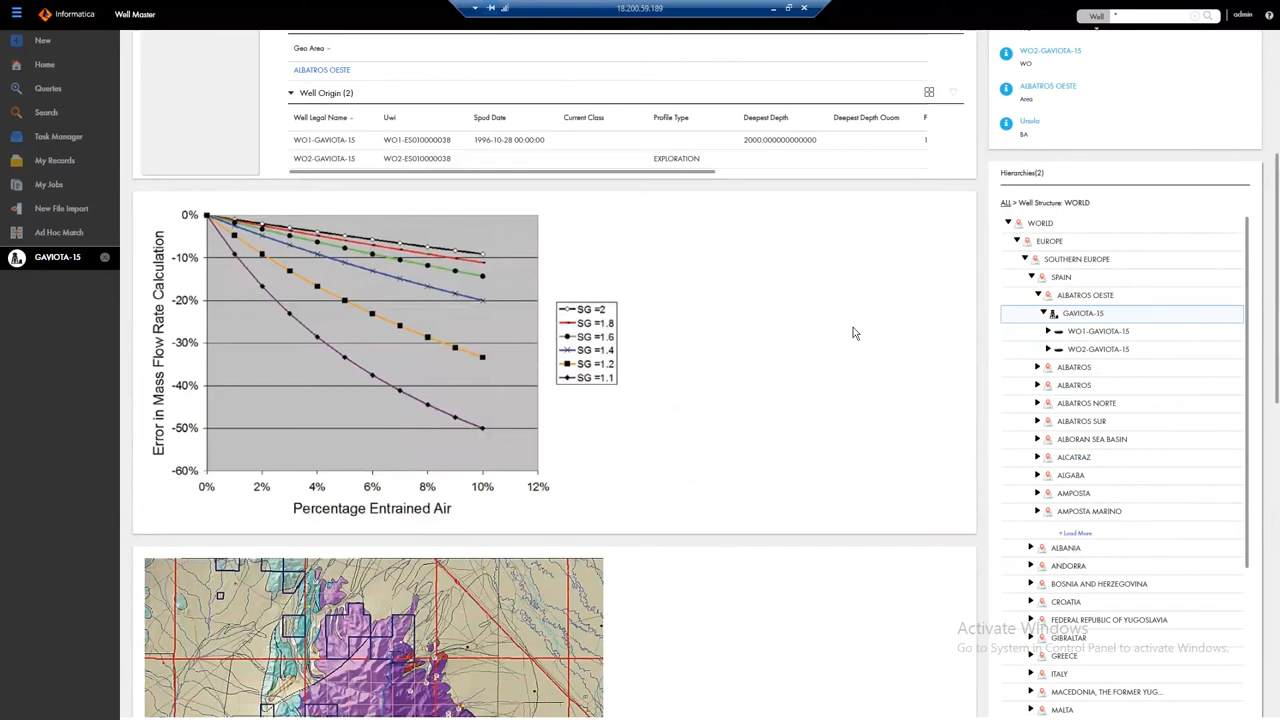 Informatica
Well Master
18.200.59.189
Well
*
admin
New
Home
Queries
Search
Task Manager
My Records
My Jobs
New File Import
Ad Hoc Match
GAVIOTA-15
Geo Area
ALBATROS OESTE
Well Origin (2)
Well Legal Name Uwi Spud Date Current Class Profile Type Deepest Depth Deepest Depth Ouom F
WO1-GAVIOTA-15 WO1-ES010000038 1996-10-28 00:00:00 2000.000000000000 1
WO2-GAVIOTA-15 WO2-ES010000038 EXPLORATION
0%
-10%
-20%
-30%
-40%
-50%
-60%
Error in Mass Flow Rate Calculation
0% 2% 4% 6% 8% 10% 12%
Percentage Entrained Air
SG =2
SG =1.8
SG =1.6
SG =1.4
SG =1.2
SG =1.1
WO2-GAVIOTA-15
WO
ALBATROS OESTE
Area
Ursula
BA
Hierarchies(2)
ALL > Well Structure: WORLD
WORLD
EUROPE
SOUTHERN EUROPE
SPAIN
ALBATROS OESTE
GAVIOTA-15
WO1-GAVIOTA-15
WO2-GAVIOTA-15
ALBATROS
ALBATROS
ALBATROS NORTE
ALBATROS SUR
ALBORAN SEA BASIN
ALCATRAZ
ALGABA
AMPOSTA
AMPOSTA MARINO
+ Load More
ALBANIA
ANDORRA
BOSNIA AND HERZEGOVINA
CROATIA
FEDERAL REPUBLIC OF YUGOSLAVIA
GIBRALTAR
GREECE
ITALY
MACEDONIA, THE FORMER YUG...
MALTA
Activate Windows
Go to System in Control Panel to activate Windows.